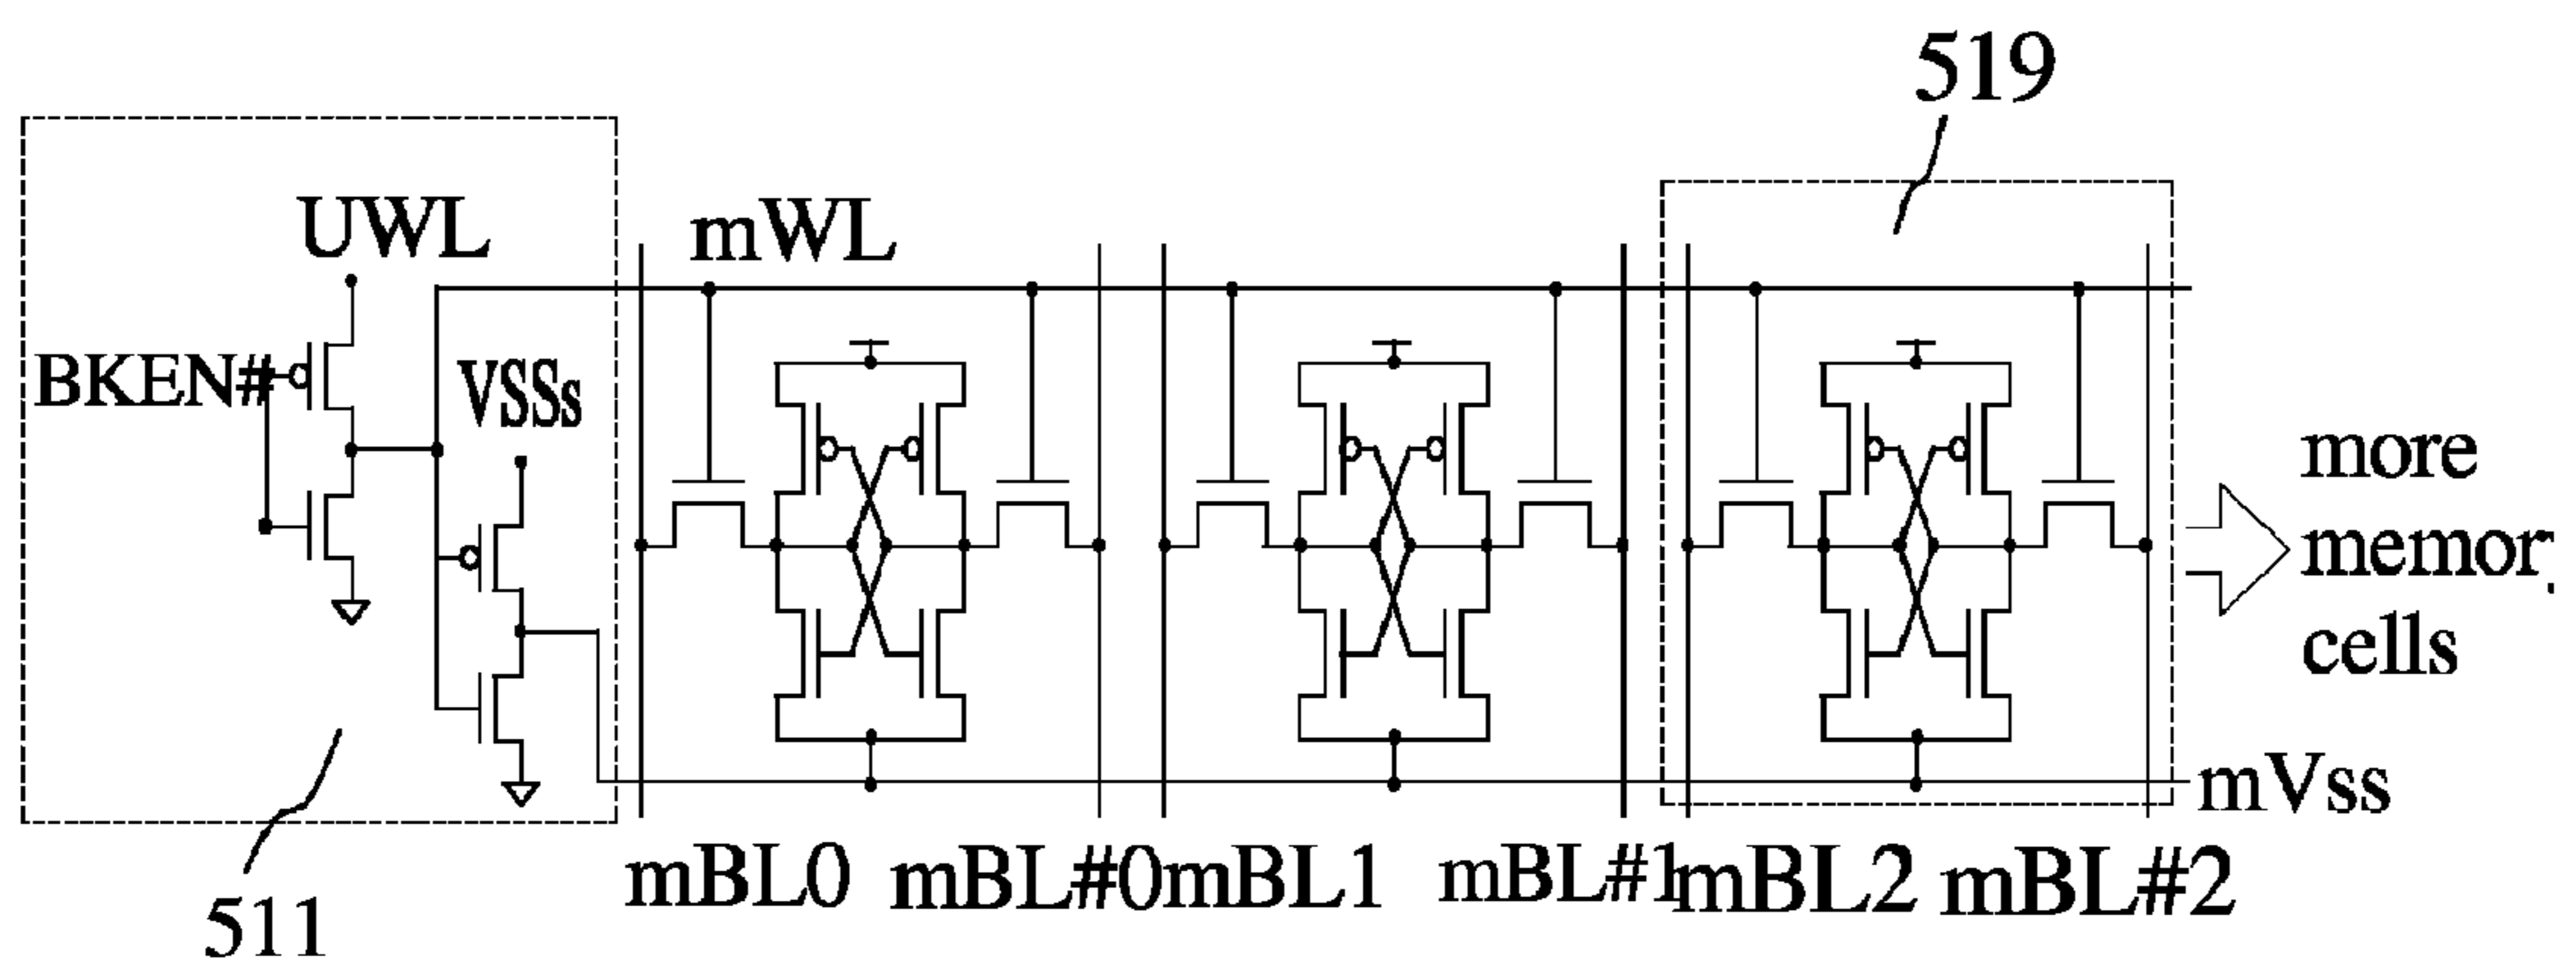 519
UWL
mWL
BKEN#
VSSs
more
memor
cells
mVss
mBL0
mBL#0
mBL1
mBL#1
mBL2
mBL#2
511